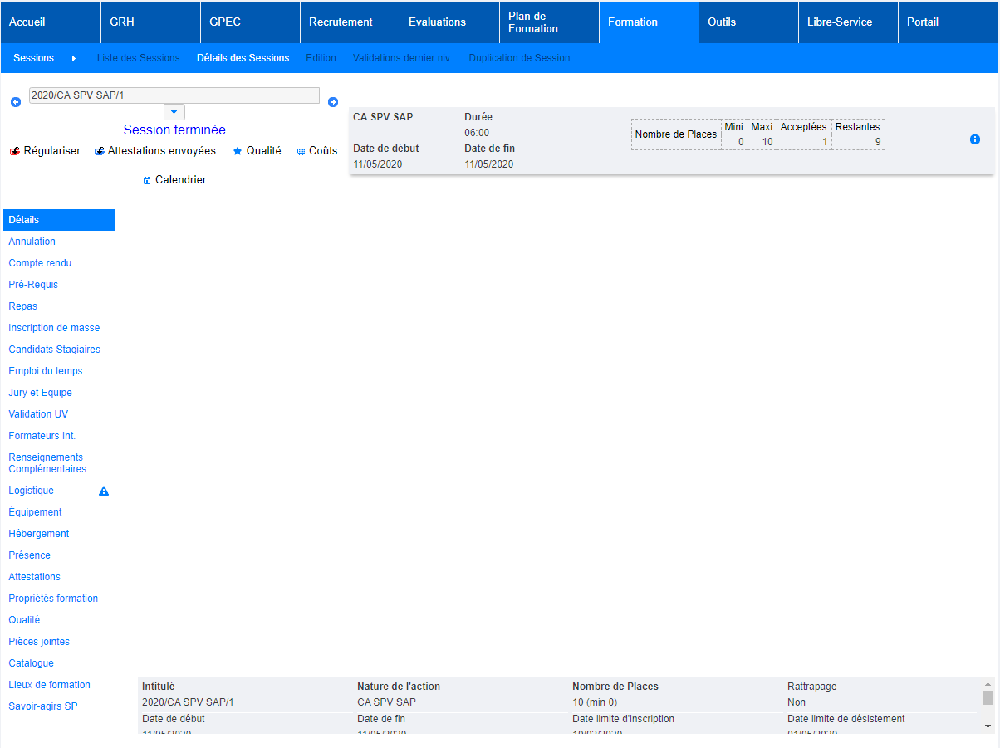 Accueil
GRH
GPEC
Recrutement
Evaluations
Plan de
Formation
Formation
Outils
Libre-Service
Portail
Sessions
Liste des Sessions
Détails des Sessions
Edition
Validations dernier niv.
Duplication de Session
2020/CA SPV SAP/1
Session terminée
Régulariser
Attestations envoyées
Qualité
Coûts
Calendrier
CA SPV SAP
Durée
06:00
Date de début
Date de fin
11/05/2020
11/05/2020
Nombre de Places
Mini
Maxi
Acceptées
Restantes
0
10
1
9
Détails
Annulation
Compte rendu
Pré-Requis
Repas
Inscription de masse
Candidats Stagiaires
Emploi du temps
Jury et Equipe
Validation UV
Formateurs Int.
Renseignements
Complémentaires
Logistique
Équipement
Hébergement
Présence
Attestations
Propriétés formation
Qualité
Pièces jointes
Catalogue
Lieux de formation
Savoir-agirs SP
Intitulé
Nature de l'action
Nombre de Places
Rattrapage
2020/CA SPV SAP/1
CA SPV SAP
10 (min 0)
Non
Date de début
Date de fin
Date limite d'inscription
Date limite de désistement
11/05/2020
11/05/2020